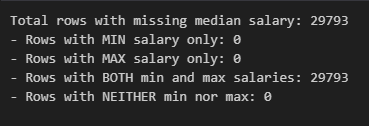 Total rows with missing median salary: 29793
- Rows with MIN salary only: 0
- Rows with MAX salary only: 0
- Rows with BOTH min and max salaries: 29793
- Rows with NEITHER min nor max: 0